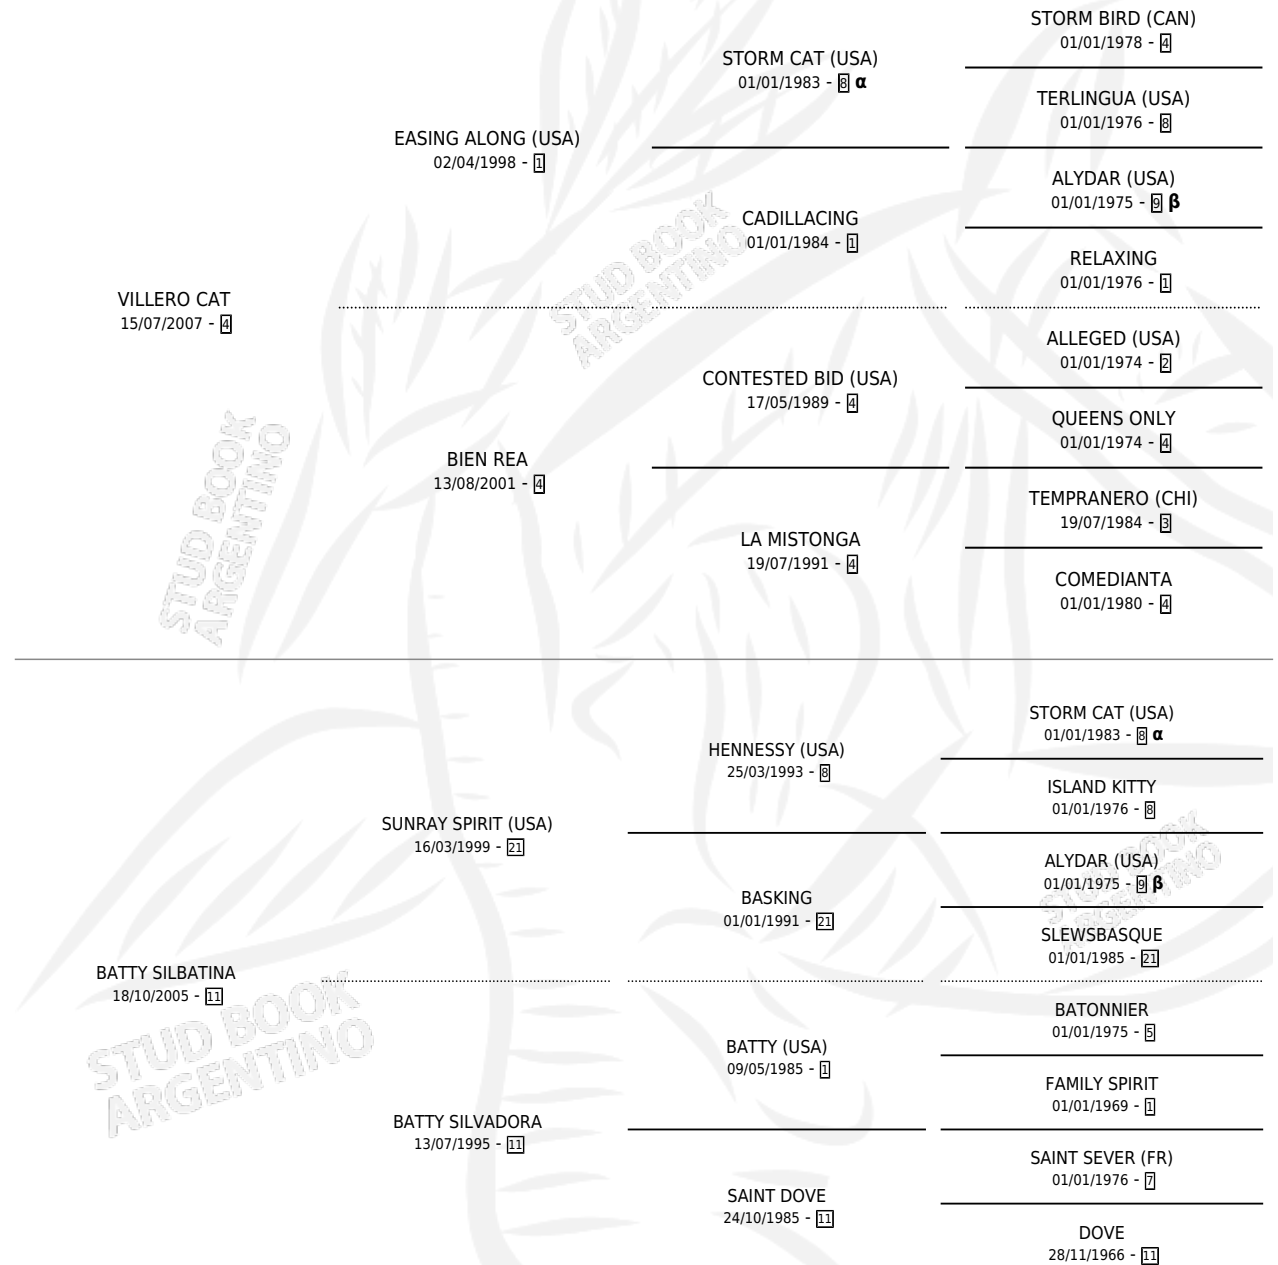 STORM BIRD (CAN)
01/01/1978 - 4
STORM CAT (USA)
01/01/1983 - 8 α
TERLINGUA (USA)
01/01/1976 - 8
EASING ALONG (USA)
02/04/1998 - 1
ALYDAR (USA)
01/01/1975 - 9 β
CADILLACING
01/01/1984 - 1
RELAXING
01/01/1976 - 1
VILLERO CAT
15/07/2007 - 4
ALLEGED (USA)
01/01/1974 - 2
CONTESTED BID (USA)
17/05/1989 - 4
QUEENS ONLY
01/01/1974 - 4
BIEN REA
13/08/2001 - 4
TEMPRANERO (CHI)
19/07/1984 - 3
LA MISTONGA
19/07/1991 - 4
COMEDIANTA
01/01/1980 - 4
STORM CAT (USA)
01/01/1983 - 8 α
HENNESSY (USA)
25/03/1993 - 8
ISLAND KITTY
01/01/1976 - 8
SUNRAY SPIRIT (USA)
16/03/1999 - 21
ALYDAR (USA)
01/01/1975 - 9 β
BASKING
01/01/1991 - 21
SLEWSBASQUE
01/01/1985 - 21
BATTY SILBATINA
18/10/2005 - 11
BATONNIER
01/01/1975 - 5
BATTY (USA)
09/05/1985 - 1
FAMILY SPIRIT
01/01/1969 - 1
BATTY SILVADORA
13/07/1995 - 11
SAINT SEVER (FR)
01/01/1976 - 7
SAINT DOVE
24/10/1985 - 11
DOVE
28/11/1966 - 11
STUD BOOK
ARGENTINO
STUD BOOK
ARGENTINO
STUD BOOK
ARGENTINO
STUD BOOK
ARGENTINO